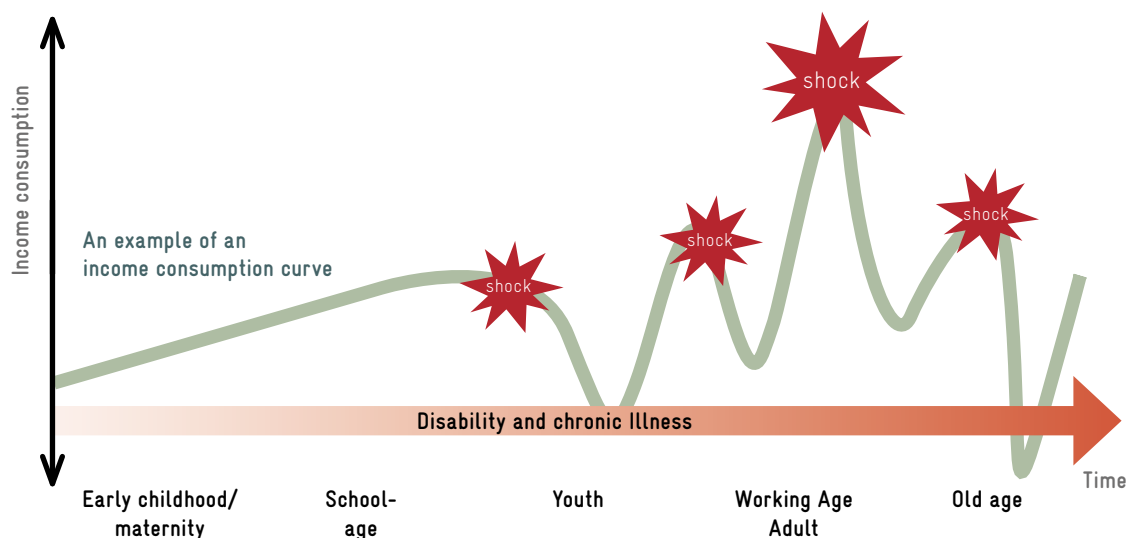 Income consumption
shock
shock
shock
shock
An example of an
income consumption curve
Disability and chronic Illness
Time
Early childhood/
maternity
School-
age
Youth
Working Age
Adult
Old age